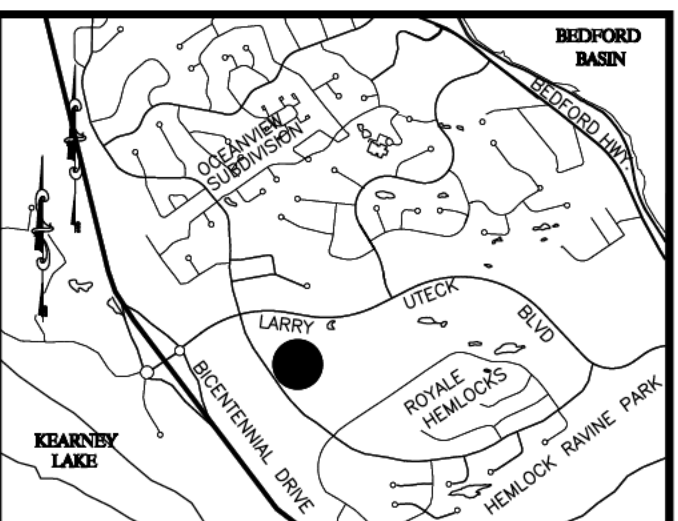 BEDFORD
BASIN
BEDFORD HWY.
OCEANVIEW
SUBDIVISION
LARRY UTECK BLVD
ROYALE
HEMLOCKS
BICENTENNIAL DRIVE
KEARNEY
LAKE
HEMLOCK RAVINE PARK